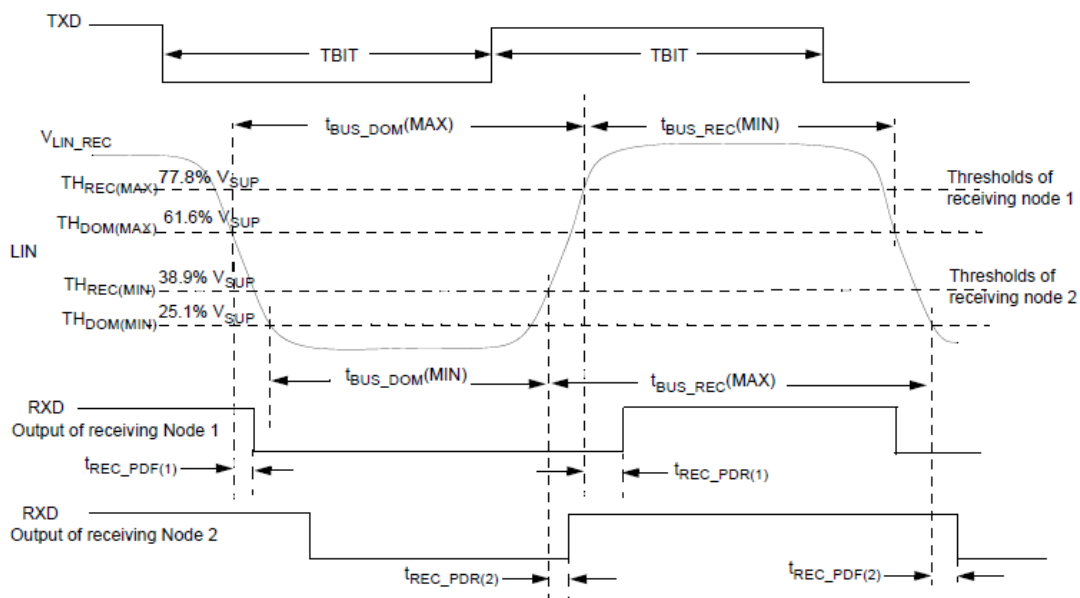 TXD
TBIT TBIT
tBUS_DOM(MAX) tBUS_REC(MIN)
VLIN_REC
THREC(MAX) 77.8% VSUP
Thresholds of
receiving node 1
THDOM(MAX) 61.6% VSUP
LIN
THREC(MIN) 38.9% VSUP
Thresholds of
receiving node 2
THDOM(MIN) 25.1% VSUP
tBUS_DOM(MIN) tBUS_REC(MAX)
RXD
Output of receiving Node 1
tREC_PDF(1) tREC_PDR(1)
RXD
Output of receiving Node 2
tREC_PDR(2) tREC_PDF(2)